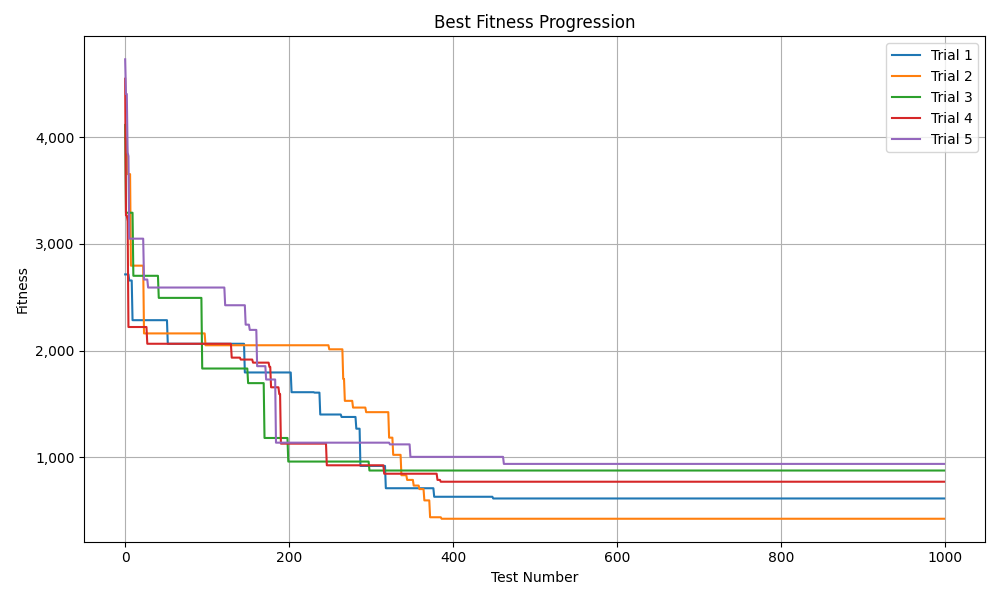 Best Fitness Progression
Trial 1
Trial 2
Trial 3
Trial 4
Trial 5
Fitness
4,000
3,000
2,000
1,000
0
200
400
600
800
1000
Test Number